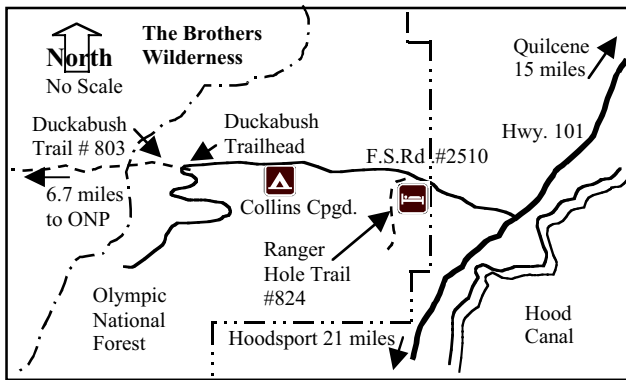 North
No Scale
The Brothers
Wilderness
Quilcene
15 miles
Hwy. 101
Duckabush
Trail # 803
Duckabush
Trailhead
F.S.Rd #2510
6.7 miles
to ONP
Collins Cpgd.
Ranger
Hole Trail
#824
Olympic
National
Forest
Hoodsport 21 miles
Hood
Canal